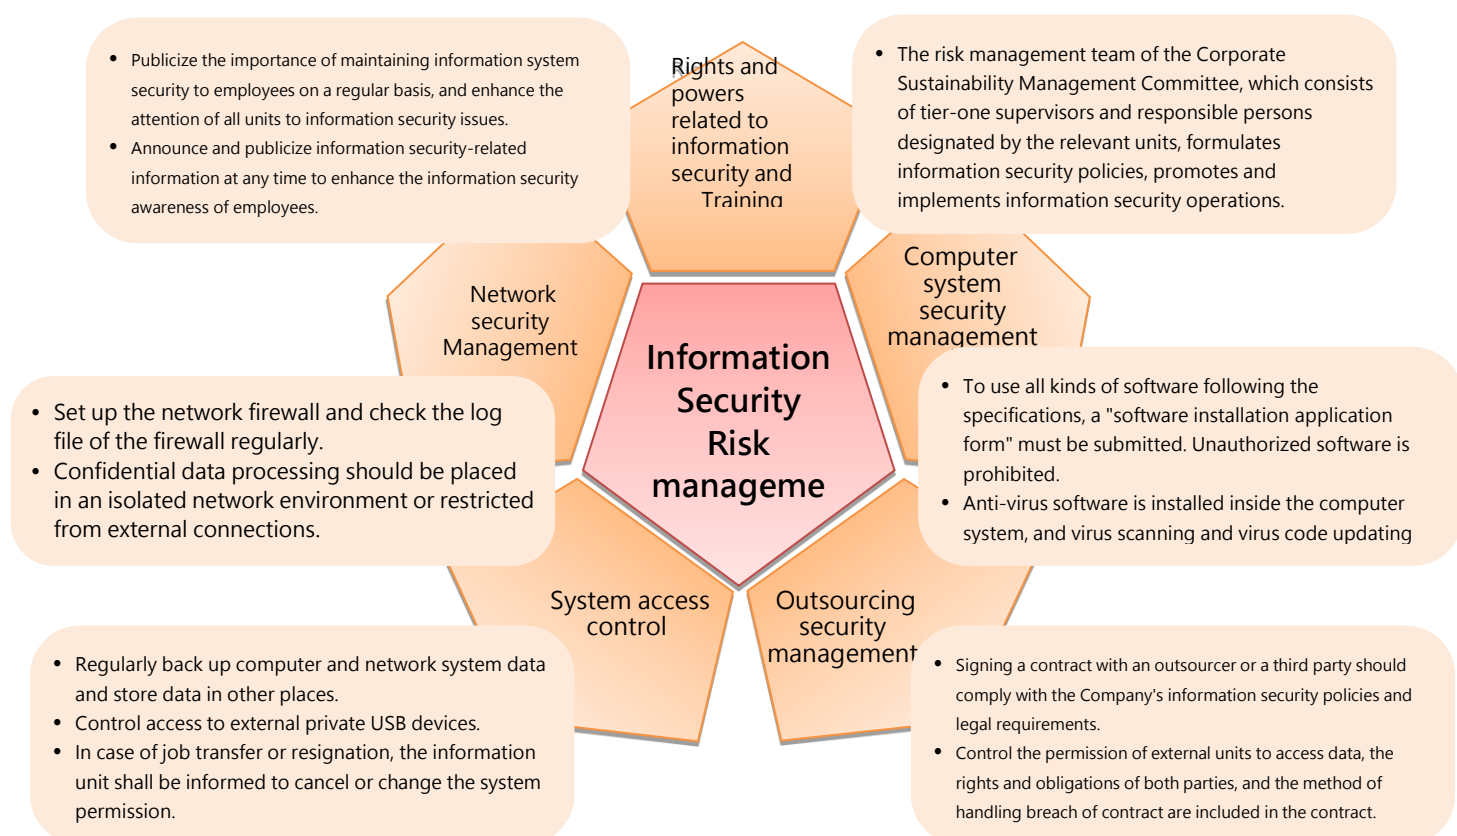 • Publicize the importance of maintaining information system
security to employees on a regular basis, and enhance the
attention of all units to information security issues.
• Announce and publicize information security-related
information at any time to enhance the information security
awareness of employees.
Rights and
powers
related to
information
security and
Training
• The risk management team of the Corporate
Sustainability Management Committee, which consists
of tier-one supervisors and responsible persons
designated by the relevant units, formulates
information security policies, promotes and
implements information security operations.
Network
security
Management
Computer
system
security
management
Information
Security
Risk
manageme
• Set up the network firewall and check the log
file of the firewall regularly.
• Confidential data processing should be placed
in an isolated network environment or restricted
from external connections.
• To use all kinds of software following the
specifications, a "software installation application
form" must be submitted. Unauthorized software is
prohibited.
• Anti-virus software is installed inside the computer
system, and virus scanning and virus code updating
System access
control
Outsourcing
security
management
• Regularly back up computer and network system data
and store data in other places.
• Control access to external private USB devices.
• In case of job transfer or resignation, the information
unit shall be informed to cancel or change the system
permission.
• Signing a contract with an outsourcer or a third party should
comply with the Company's information security policies and
legal requirements.
• Control the permission of external units to access data, the
rights and obligations of both parties, and the method of
handling breach of contract are included in the contract.